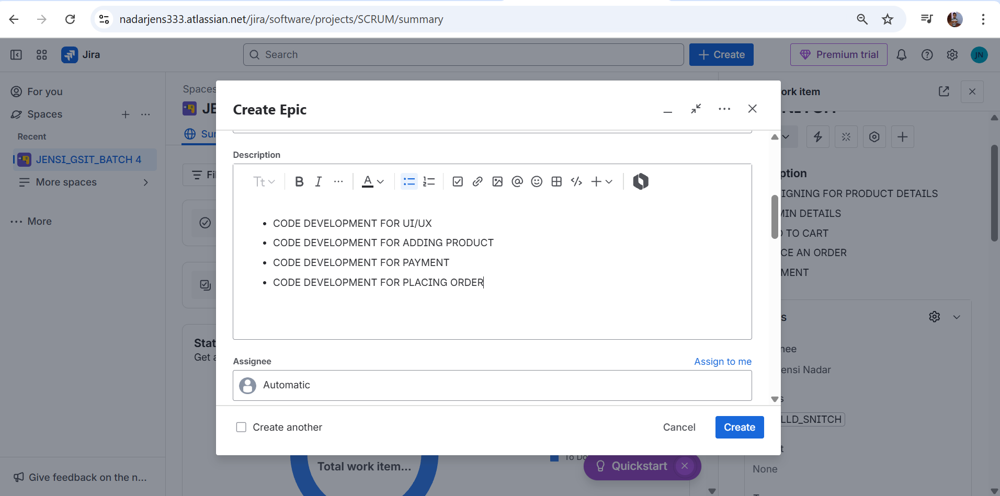 nadarjens333.atlassian.net/jira/software/projects/SCRUM/summary
Jira
Search
+ Create
Premium trial
JN
For you
Spaces
Recent
JENSI_GSIT_BATCH 4
More spaces
More
Give feedback on the n...
Spaces
JE
Create Epic
Description
Tt
B
I
A
CODE DEVELOPMENT FOR UI/UX
CODE DEVELOPMENT FOR ADDING PRODUCT
CODE DEVELOPMENT FOR PAYMENT
CODE DEVELOPMENT FOR PLACING ORDER
Assignee
Assign to me
Automatic
Create another
Cancel
Create
Get a
Total work item...
To Do
Quickstart
ork item
ption
IGNING FOR PRODUCT DETAILS
MIN DETAILS
TO CART
CE AN ORDER
MENT
nee
ensi Nadar
LLD_SNITCH
None